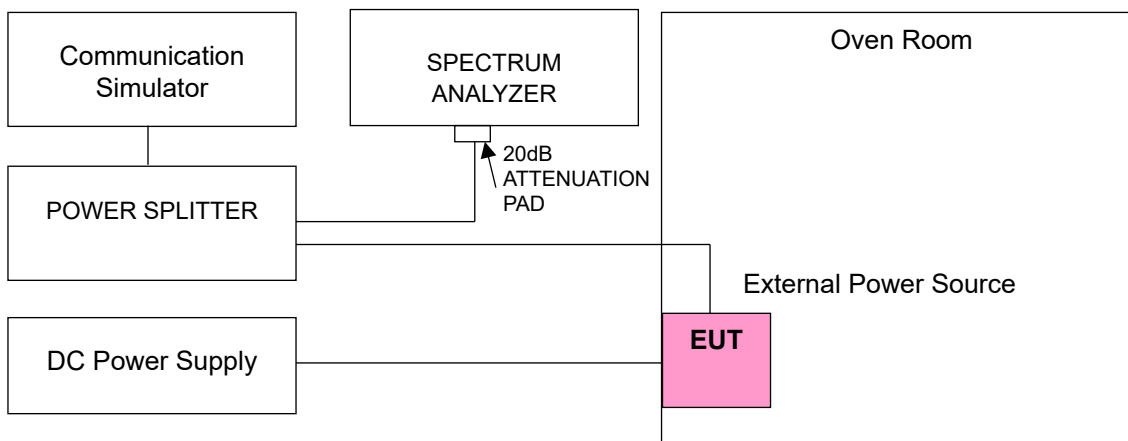 Communication
Simulator
SPECTRUM
ANALYZER
Oven Room
20dB
ATTENUATION
PAD
POWER SPLITTER
External Power Source
EUT
DC Power Supply